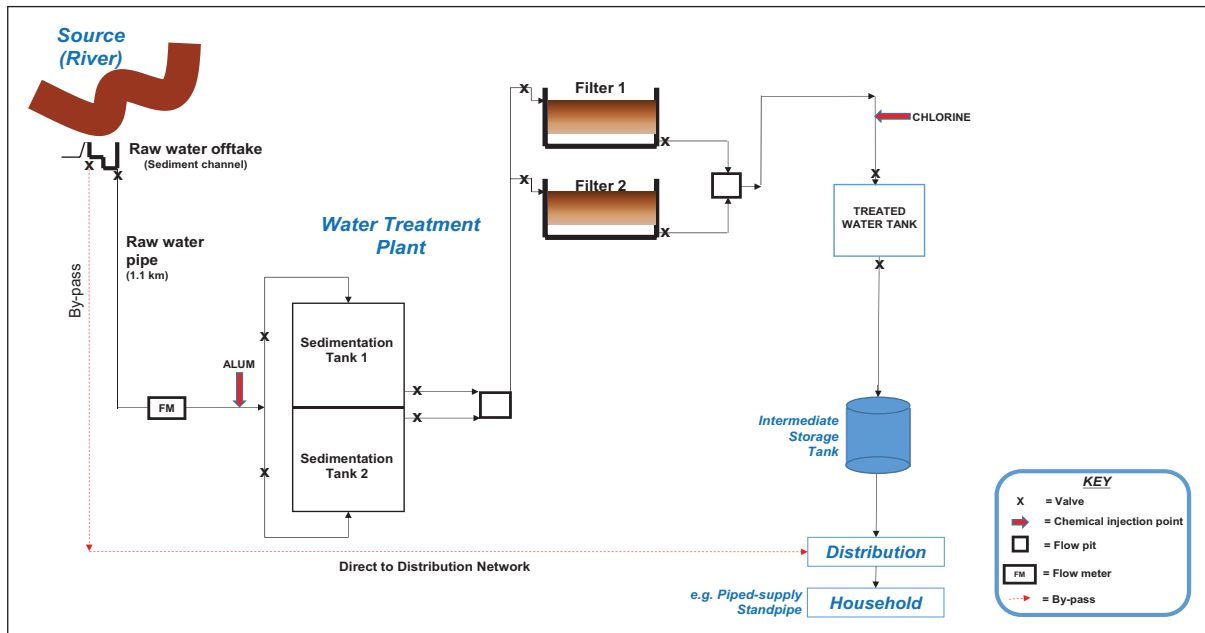 Source
(River)
Raw water offtake
(Sediment channel)
X
X
Raw water
pipe
(1.1 km)
By-pass
FM
ALUM
Water Treatment
Plant
X
X
Sedimentation
Tank 1
Sedimentation
Tank 2
X
X
X
X
Filter 1
X
Filter 2
X
CHLORINE
X
TREATED
WATER TANK
X
Intermediate
Storage
Tank
Distribution
Direct to Distribution Network
e.g. Piped-supply
Standpipe
Household
KEY
X = Valve
= Chemical injection point
= Flow pit
FM = Flow meter
= By-pass